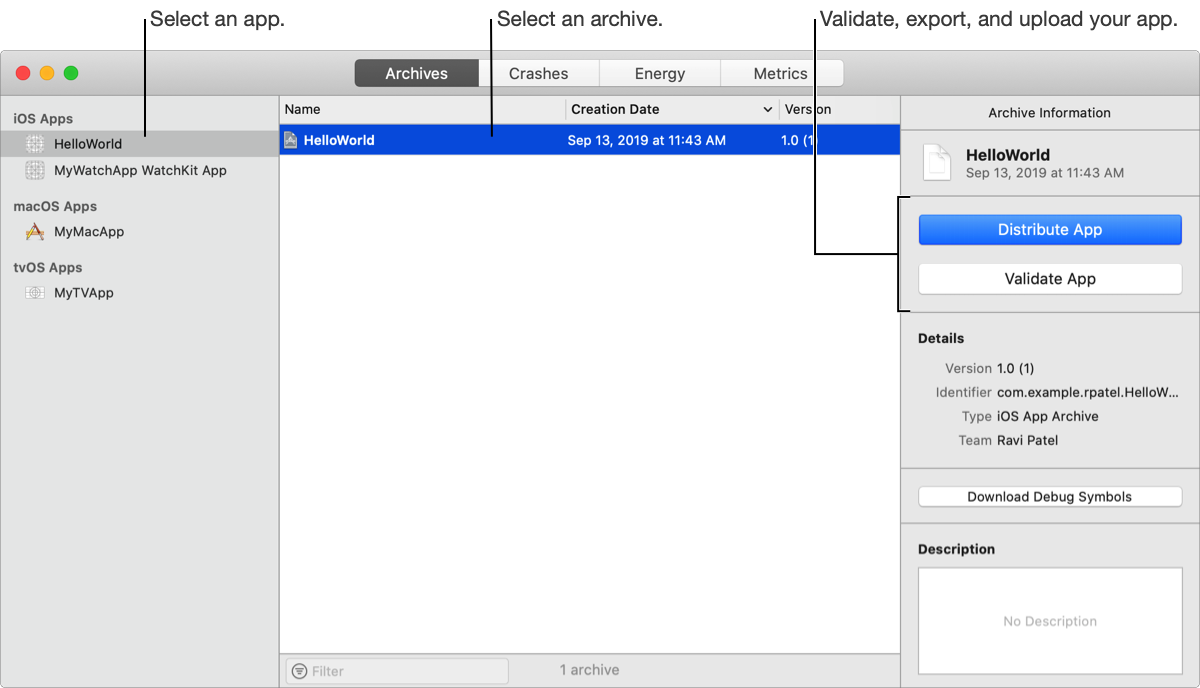 Select an app.
Select an archive.
Validate, export, and upload your app.
Archives
Crashes
Energy
Metrics
iOS Apps
HelloWorld
MyWatchApp WatchKit App
macOS Apps
MyMacApp
tvOS Apps
MyTVApp
Name
Creation Date
Version
HelloWorld
Sep 13, 2019 at 11:43 AM
1.0 (1)
Filter
1 archive
Archive Information
HelloWorld
Sep 13, 2019 at 11:43 AM
Distribute App
Validate App
Details
Version 1.0 (1)
Identifier com.example.rpatel.HelloW...
Type iOS App Archive
Team Ravi Patel
Download Debug Symbols
Description
No Description